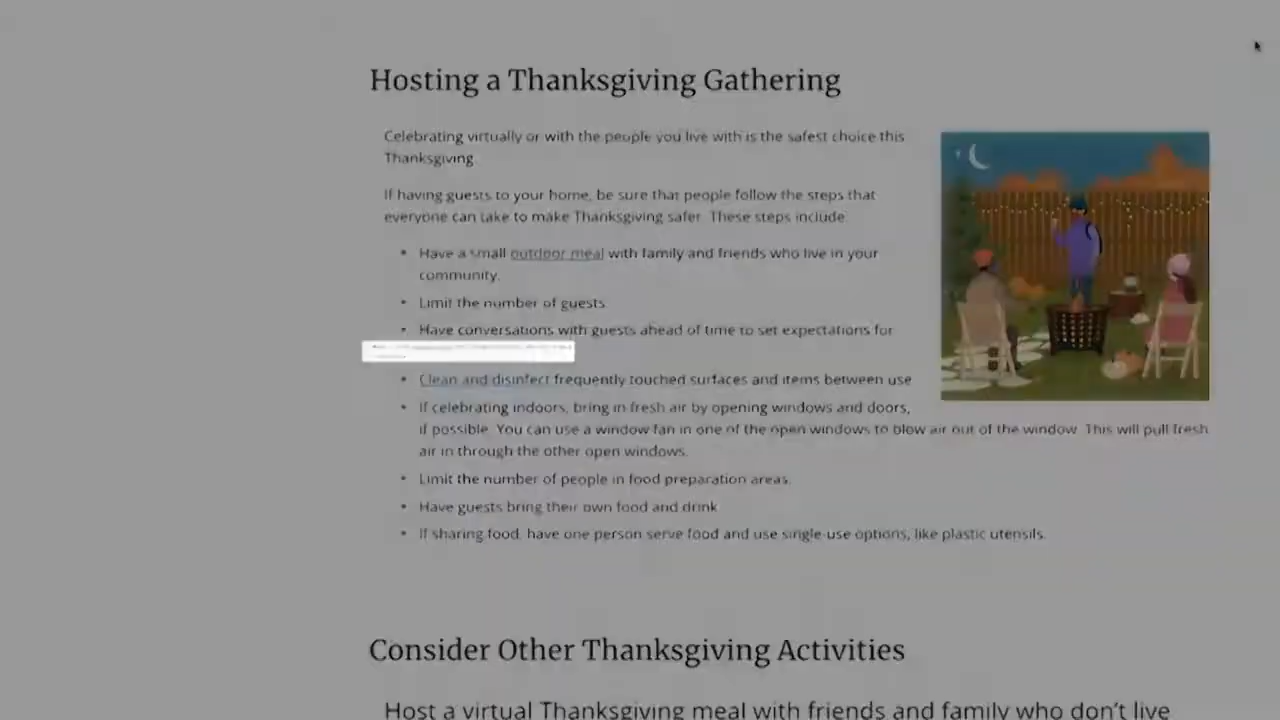 Hosting a Thanksgiving Gathering
Celebrating virtually or with the people you live with is the safest choice this
Thanksgiving.
If having guests to your home, be sure that people follow the steps that
everyone can take to make Thanksgiving safer. These steps include:
• Have a small outdoor meal with family and friends who live in your
community.
• Limit the number of guests.
• Have conversations with guests ahead of time to set expectations for
• Clean and disinfect frequently touched surfaces and items between use
• If celebrating indoors, bring in fresh air by opening windows and doors,
if possible. You can use a window fan in one of the open windows to blow air out of the window. This will pull fresh
air in through the other open windows.
• Limit the number of people in food preparation areas.
• Have guests bring their own food and drink
• If sharing food, have one person serve food and use single-use options, like plastic utensils.
Consider Other Thanksgiving Activities
Host a virtual Thanksgiving meal with friends and family who don't live